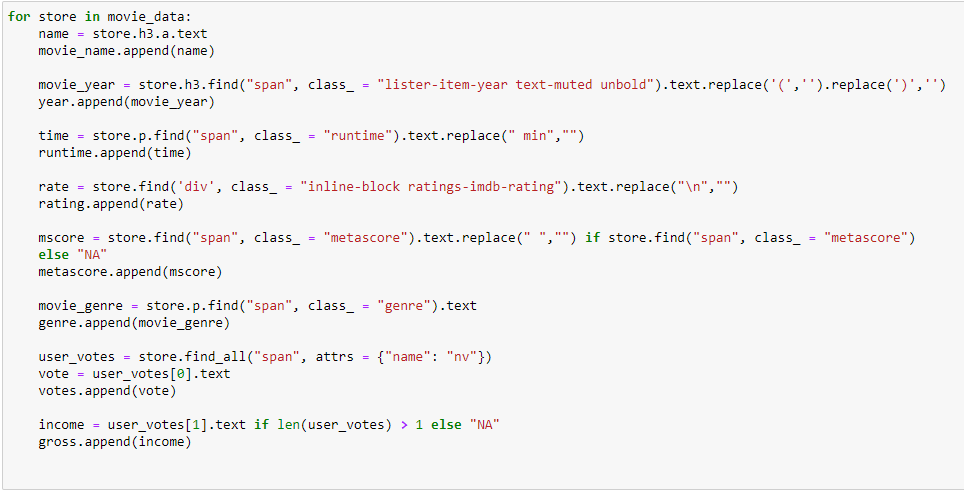 for store in movie_data:
    name = store.h3.a.text
    movie_name.append(name)

    movie_year = store.h3.find("span", class_ = "lister-item-year text-muted unbold").text.replace('(','').replace(')','')
    year.append(movie_year)

    time = store.p.find("span", class_ = "runtime").text.replace(" min","")
    runtime.append(time)

    rate = store.find('div', class_ = "inline-block ratings-imdb-rating").text.replace("\n","")
    rating.append(rate)

    mscore = store.find("span", class_ = "metascore").text.replace(" ","") if store.find("span", class_ = "metascore")
    else "NA"
    metascore.append(mscore)

    movie_genre = store.p.find("span", class_ = "genre").text
    genre.append(movie_genre)

    user_votes = store.find_all("span", attrs = {"name": "nv"})
    vote = user_votes[0].text
    votes.append(vote)

    income = user_votes[1].text if len(user_votes) > 1 else "NA"
    gross.append(income)